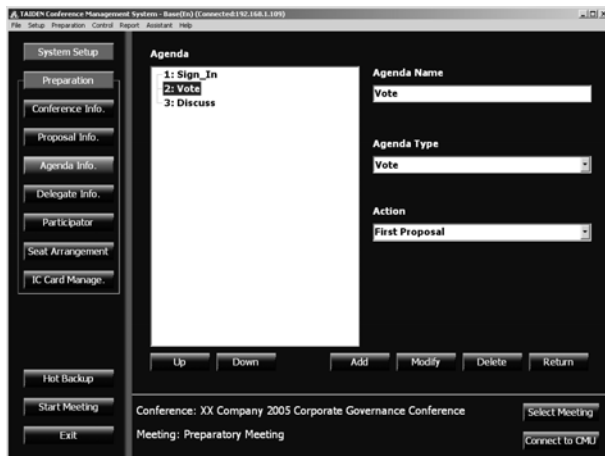 TAIDEN Conference Management System - Base(En) (Connected:192.168.1.109)
File Setup Preparation Control Report Assistant Help
System Setup
Preparation
Conference Info.
Proposal Info.
Agenda Info.
Delegate Info.
Participator
Seat Arrangement
IC Card Manage.
Hot Backup
Start Meeting
Exit
Agenda
1: Sign_In
2: Vote
3: Discuss
Agenda Name
Vote
Agenda Type
Vote
Action
First Proposal
Up Down Add Modify Delete Return
Conference: XX Company 2005 Corporate Governance Conference
Meeting: Preparatory Meeting
Select Meeting
Connect to CMU